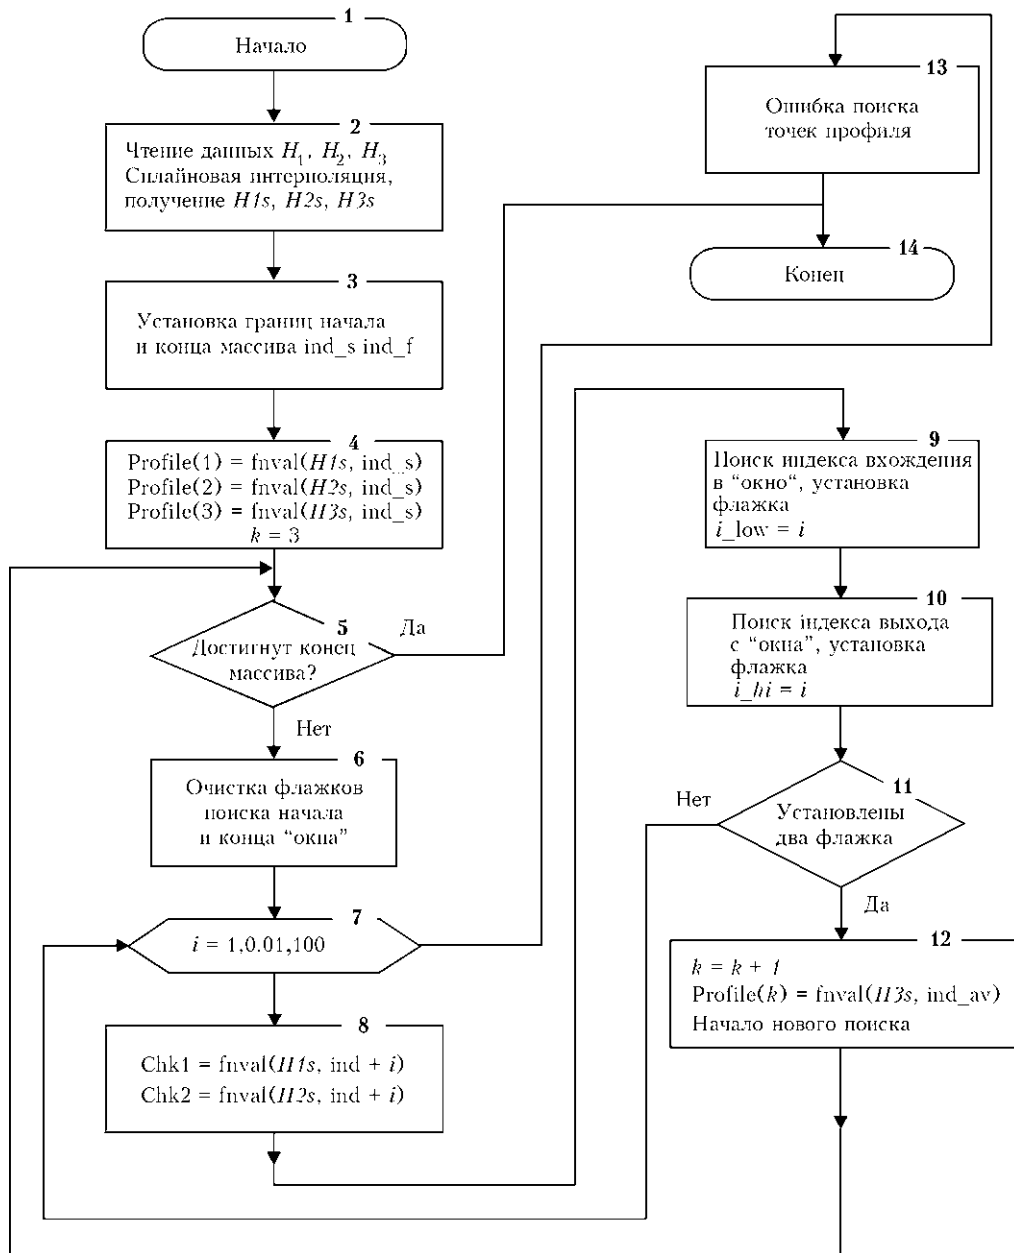 1
Начало
2
Чтение данных H1, H2, H3
Сплайновая интерполяция,
получение H1s, H2s, H3s
3
Установка границ начала
и конца массива ind_s ind_f
4
Profile(1) = fnval(H1s, ind_s)
Profile(2) = fnval(H2s, ind_s)
Profile(3) = fnval(H3s, ind_s)
k = 3
5
Достигнут конец
массива?
Да
Нет
6
Очистка флажков
поиска начала
и конца “окна”
7
i = 1,0.01,100
8
Chk1 = fnval(H1s, ind + i)
Chk2 = fnval(H2s, ind + i)
9
Поиск индекса вхождения
в “окно“, установка
флажка
i_low = i
10
Поиск індекса выхода
с “окна”, установка
флажка
i_hi = i
11
Установлены
два флажка
Нет
Да
12
k = k + 1
Profile(k) = fnval(H3s, ind_av)
Начало нового поиска
13
Ошибка поиска
точек профиля
14
Конец